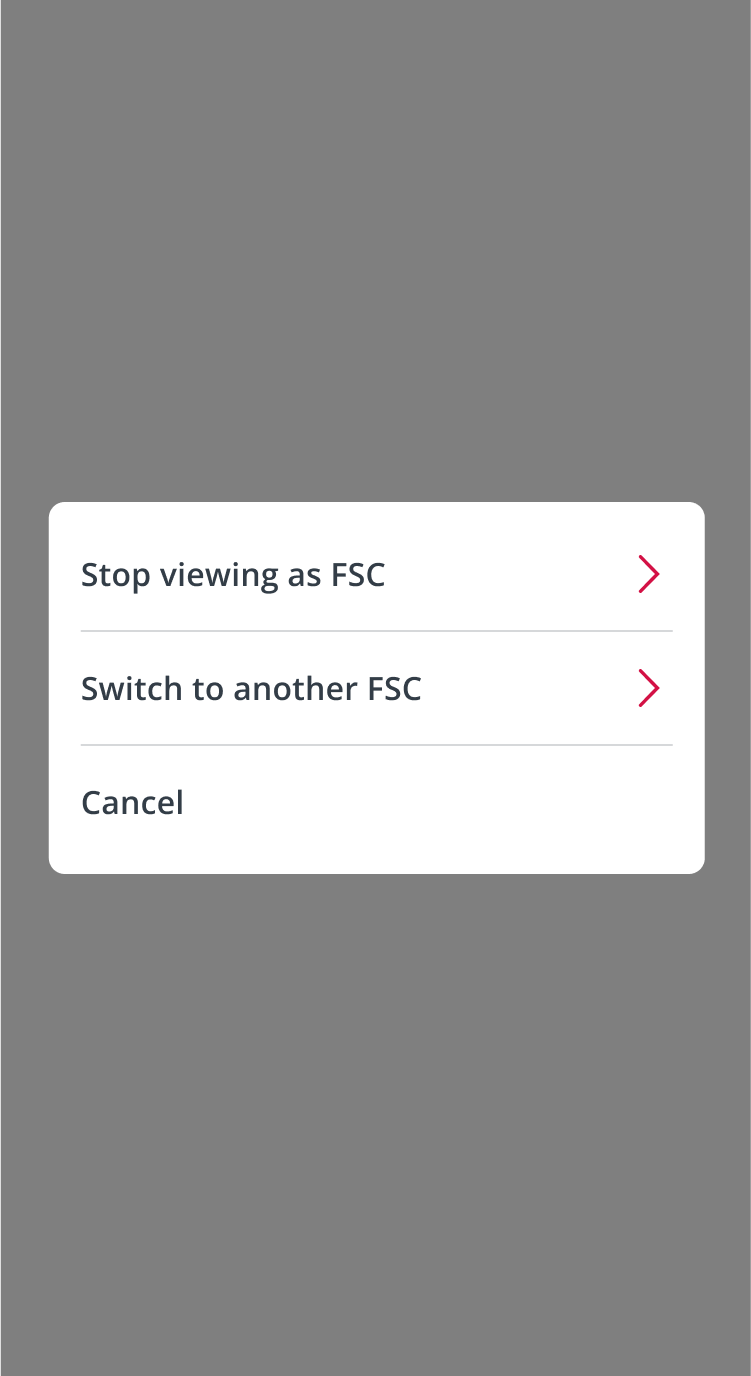 Stop viewing as FSC
Switch to another FSC
Cancel